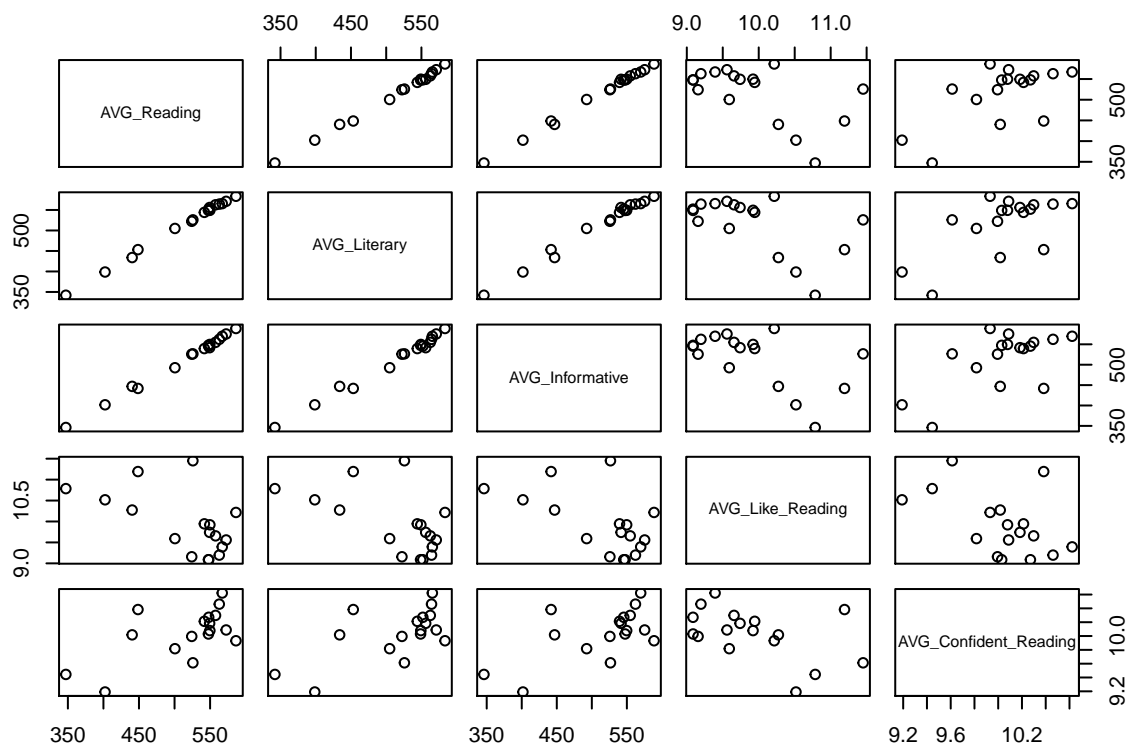 350 450 550 9.0 10.0 11.0
AVG_Reading
350 500
350 500
AVG_Literary
AVG_Informative
350 500
9.0 10.5
AVG_Like_Reading
AVG_Confident_Reading
9.2 10.0
350 450 550 350 450 550 9.2 9.6 10.2